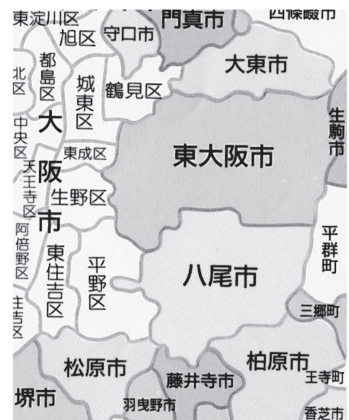 東淀川区
旭区
守口市
門真市
四條畷市
北区
都島区
城東区
鶴見区
大東市
中央区
大阪市
東成区
東大阪市
生駒市
天王寺区
生野区
阿倍野区
東住吉区
平野区
八尾市
平群町
三郷町
住吉区
松原市
藤井寺市
柏原市
王寺町
堺市
羽曳野市
香芝市